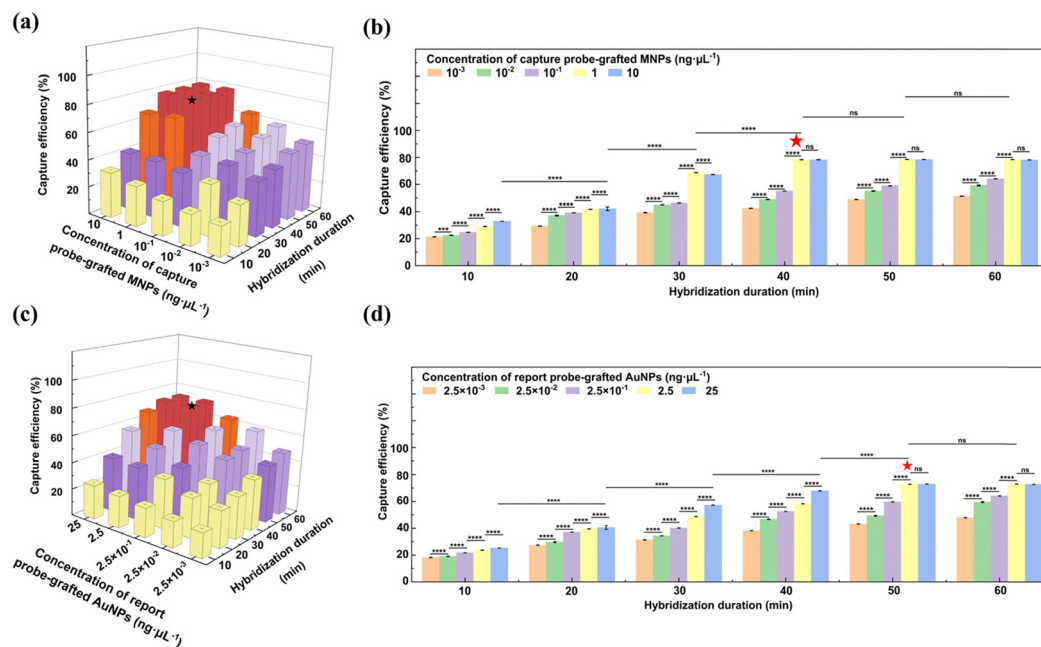 (a)
Capture efficiency (%)
100
80
60
40
20
10
1
10-1
10-2
10-3
Concentration of capture
probe-grafted MNPs (ng·μL-1)
10
20
30
40
50
60
Hybridization duration
(min)
(b)
Concentration of capture probe-grafted MNPs (ng·μL-1)
10-3 10-2 10-1 1 10
Capture efficiency (%)
100
80
60
40
20
0
*** **** **** ****
****
**** **** **** ****
****
**** **** **** ****
****
**** **** **** ns
ns
**** **** **** ns
ns
**** **** **** ns
10 20 30 40 50 60
Hybridization duration (min)
(c)
Capture efficiency (%)
100
80
60
40
20
25
2.5
2.5×10-1
2.5×10-2
2.5×10-3
Concentration of report
probe-grafted AuNPs (ng·μL-1)
10
20
30
40
50
60
Hybridization duration
(min)
(d)
Concentration of report probe-grafted AuNPs (ng·μL-1)
2.5×10-3 2.5×10-2 2.5×10-1 2.5 25
Capture efficiency (%)
100
80
60
40
20
0
**** **** **** ****
****
**** **** **** ****
****
**** **** **** ****
****
**** **** **** ****
****
**** **** **** ns
ns
**** **** **** ns
10 20 30 40 50 60
Hybridization duration (min)